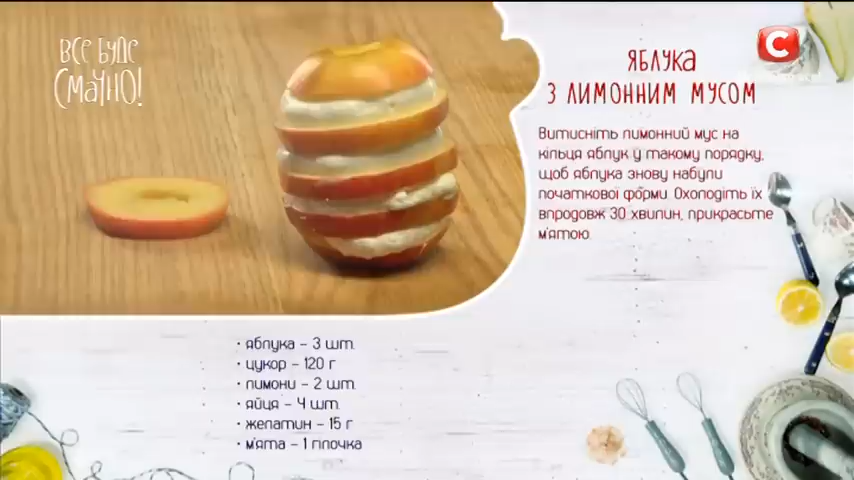 ВСЕ БУДЕ
СМАЧНО!
ЯБЛУКА
З ЛИМОННИМ МУСОМ
Витисніть лимонний мус на
кільця яблук у такому порядку,
щоб яблука знову набули
початкової форми. Охолодіть їх
впродовж 30 хвилин, прикрасьте
м'ятою.
• яблука – 3 шт.
• цукор – 120 г
• лимони – 2 шт.
• яйця – 4 шт.
• желатин – 15 г
• м'ята – 1 гілочка